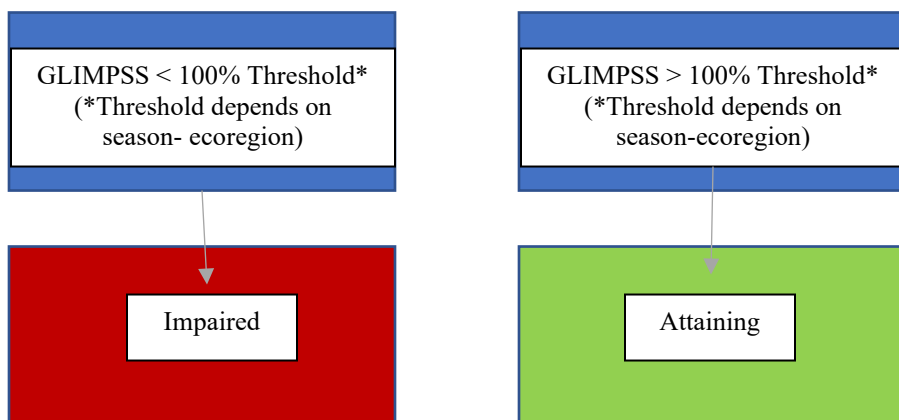 GLIMPSS < 100% Threshold*
(*Threshold depends on
season- ecoregion)
GLIMPSS > 100% Threshold*
(*Threshold depends on
season-ecoregion)
Impaired
Attaining